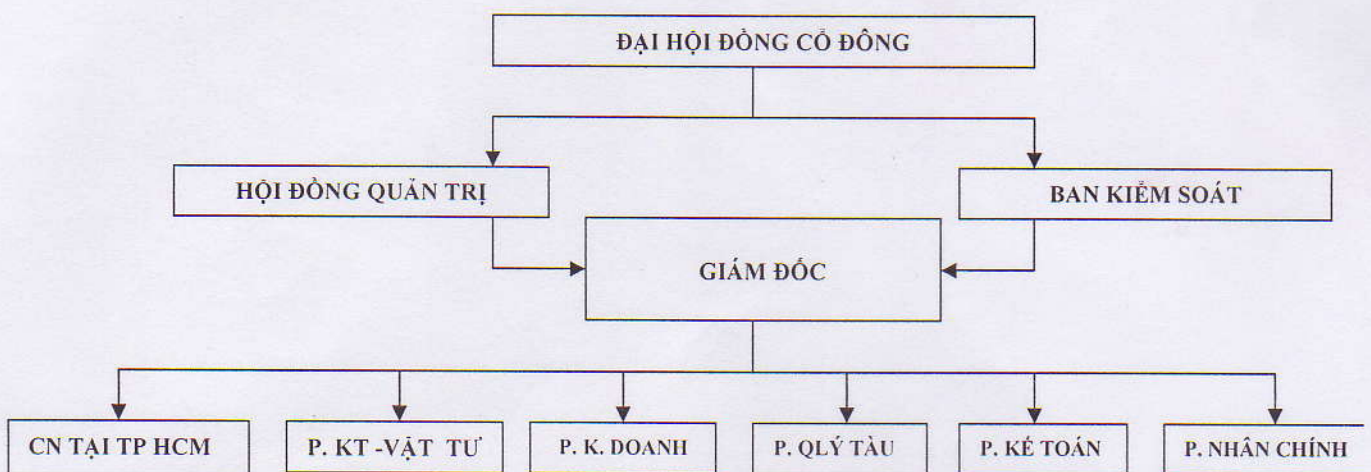 ĐẠI HỘI ĐỒNG CỔ ĐÔNG
HỘI ĐỒNG QUẢN TRỊ
BAN KIỂM SOÁT
GIÁM ĐỐC
CN TẠI TP HCM
P. KT -VẬT TƯ
P. K. DOANH
P. QLÝ TÀU
P. KẾ TOÁN
P. NHÂN CHÍNH